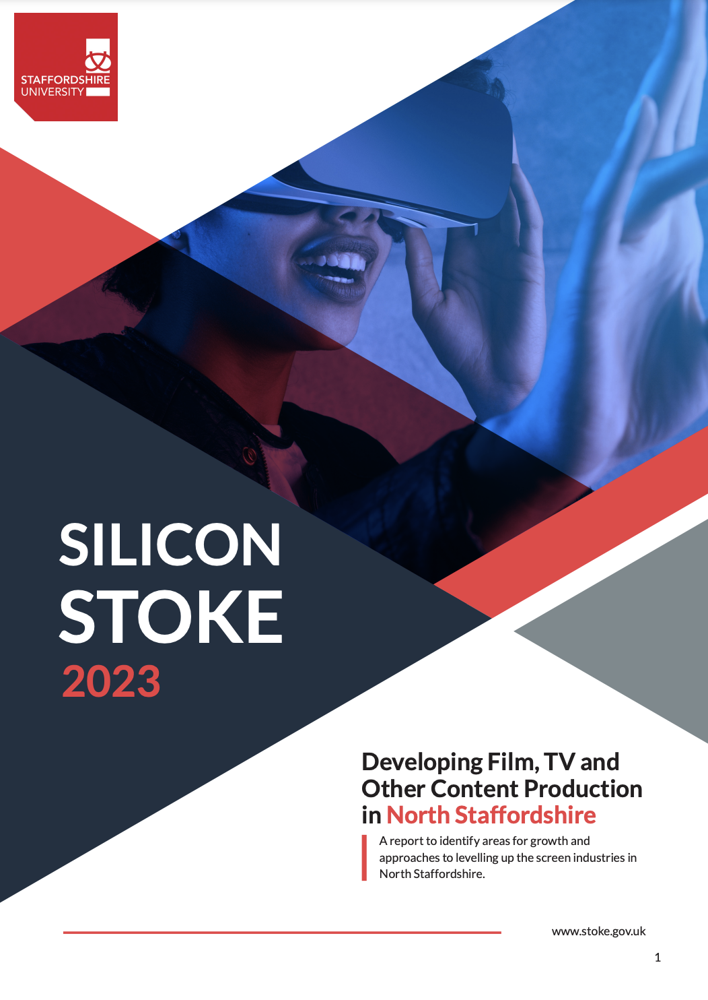 STAFFORDSHIRE
UNIVERSITY
SILICON
STOKE
2023
Developing Film, TV and
Other Content Production
in North Staffordshire
A report to identify areas for growth and
approaches to levelling up the screen industries in
North Staffordshire.
www.stoke.gov.uk
1